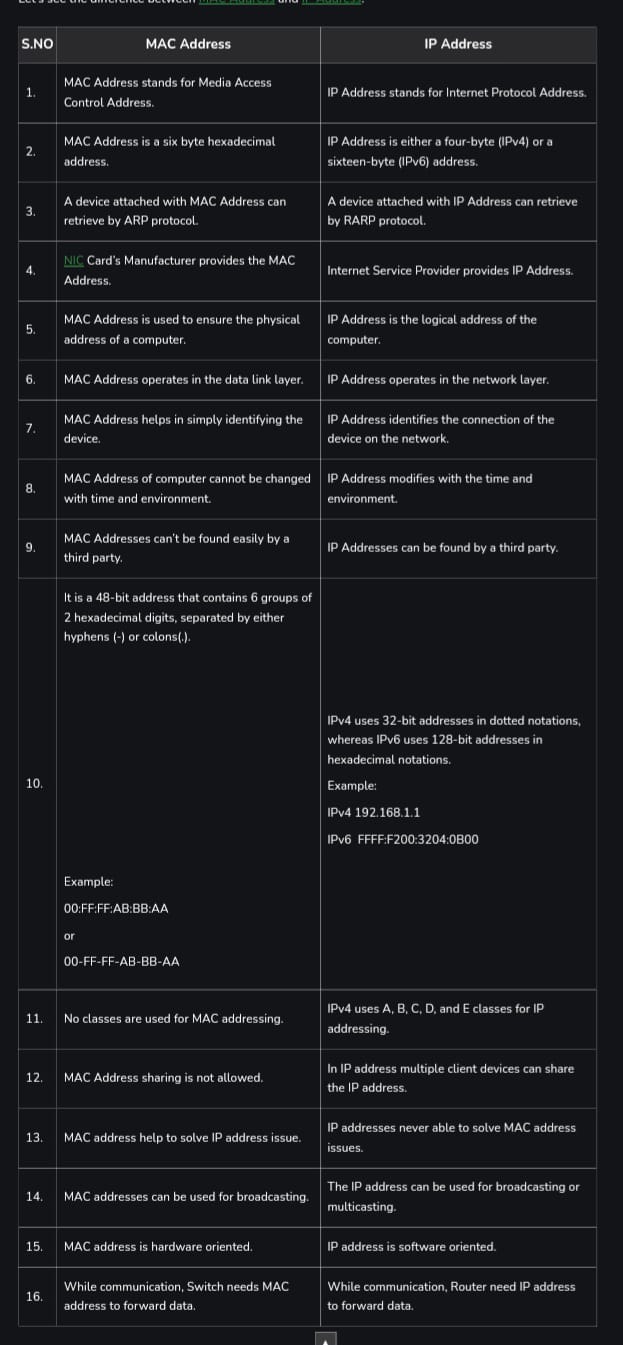 Let's see the difference between MAC Address and IP Address:
S.NO MAC Address IP Address
1.
MAC Address stands for Media Access
Control Address.
IP Address stands for Internet Protocol Address.
2.
MAC Address is a six byte hexadecimal
address.
IP Address is either a four-byte (IPv4) or a
sixteen-byte (IPv6) address.
3.
A device attached with MAC Address can
retrieve by ARP protocol.
A device attached with IP Address can retrieve
by RARP protocol.
4.
NIC Card's Manufacturer provides the MAC
Address.
Internet Service Provider provides IP Address.
5.
MAC Address is used to ensure the physical
address of a computer.
IP Address is the logical address of the
computer.
6.
MAC Address operates in the data link layer.
IP Address operates in the network layer.
7.
MAC Address helps in simply identifying the
device.
IP Address identifies the connection of the
device on the network.
8.
MAC Address of computer cannot be changed
with time and environment.
IP Address modifies with the time and
environment.
9.
MAC Addresses can't be found easily by a
third party.
IP Addresses can be found by a third party.
10.
It is a 48-bit address that contains 6 groups of
2 hexadecimal digits, separated by either
hyphens (-) or colons(.).
Example:
00:FF:FF:AB:BB:AA
or
00-FF-FF-AB-BB-AA
IPv4 uses 32-bit addresses in dotted notations,
whereas IPv6 uses 128-bit addresses in
hexadecimal notations.
Example:
IPv4 192.168.1.1
IPv6 FFFF:F200:3204:0B00
11.
No classes are used for MAC addressing.
IPv4 uses A, B, C, D, and E classes for IP
addressing.
12.
MAC Address sharing is not allowed.
In IP address multiple client devices can share
the IP address.
13.
MAC address help to solve IP address issue.
IP addresses never able to solve MAC address
issues.
14.
MAC addresses can be used for broadcasting.
The IP address can be used for broadcasting or
multicasting.
15.
MAC address is hardware oriented.
IP address is software oriented.
16.
While communication, Switch needs MAC
address to forward data.
While communication, Router need IP address
to forward data.